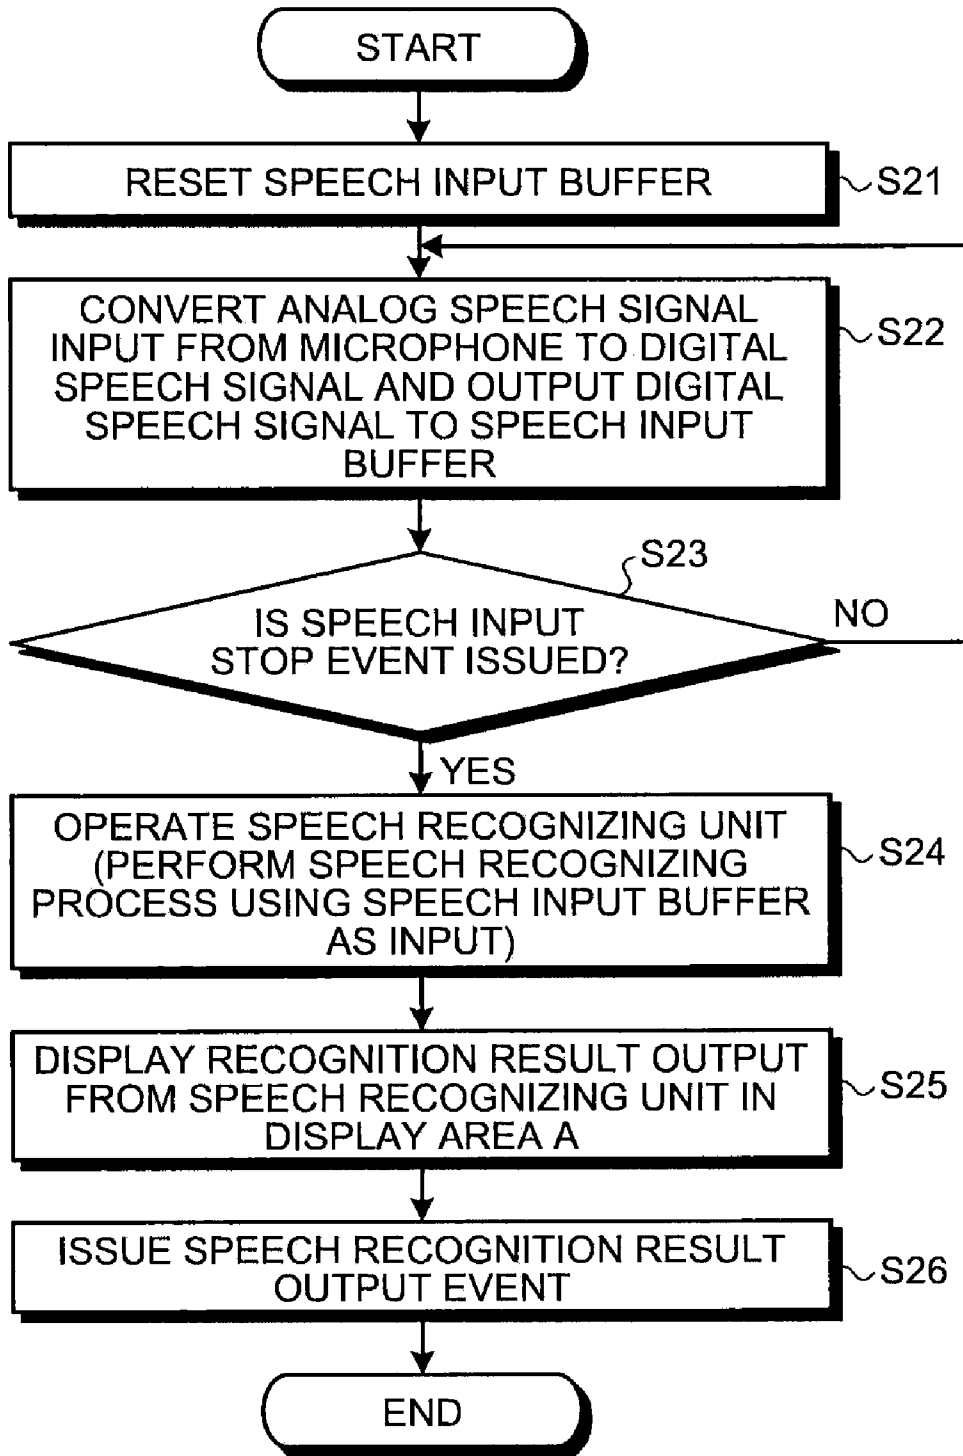 START
RESET SPEECH INPUT BUFFER
S21
CONVERT ANALOG SPEECH SIGNAL
INPUT FROM MICROPHONE TO DIGITAL
SPEECH SIGNAL AND OUTPUT DIGITAL
SPEECH SIGNAL TO SPEECH INPUT
BUFFER
S22
S23
IS SPEECH INPUT
STOP EVENT ISSUED?
NO
YES
OPERATE SPEECH RECOGNIZING UNIT
(PERFORM SPEECH RECOGNIZING
PROCESS USING SPEECH INPUT BUFFER
AS INPUT)
S24
DISPLAY RECOGNITION RESULT OUTPUT
FROM SPEECH RECOGNIZING UNIT IN
DISPLAY AREA A
S25
ISSUE SPEECH RECOGNITION RESULT
OUTPUT EVENT
S26
END